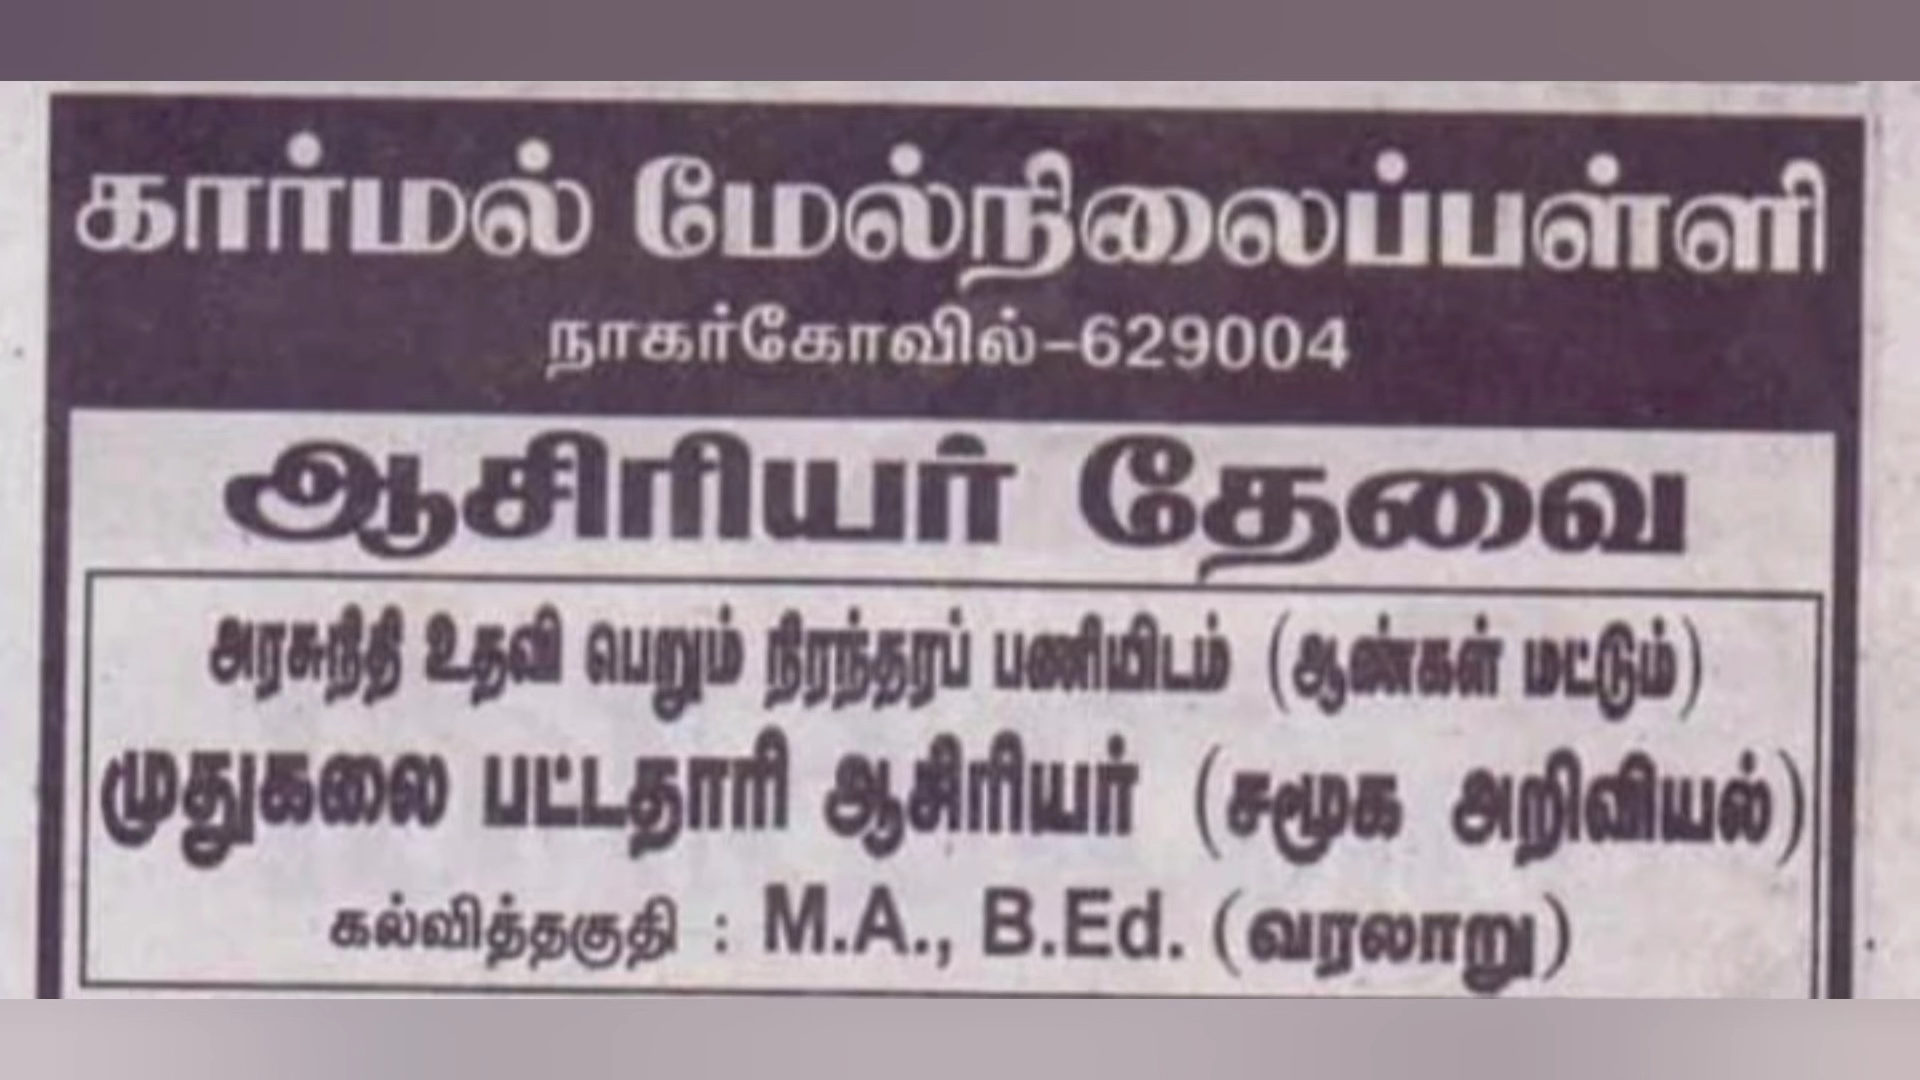 கார்மல் மேல்நிலைப்பள்ளி
நாகர்கோவில்-629004
ஆசிரியர் தேவை
அரசுநிதி உதவி பெறும் நிரந்தரப் பணியிடம் (ஆண்கள் மட்டும்)
முதுகலை பட்டதாரி ஆசிரியர் (சமூக அறிவியல்)
கல்வித்தகுதி : M.A., B.Ed. (வரலாறு)